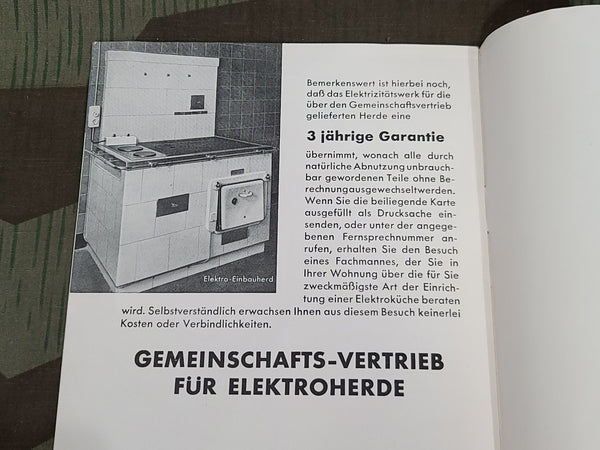 Elektro-Einbauherd
Bemerkenswert ist hierbei noch,
daß das Elektrizitätswerk für die
über den Gemeinschaftsvertrieb
gelieferten Herde eine
3 jährige Garantie
übernimmt, wonach alle durch
natürliche Abnutzung unbrauch-
bar gewordenen Teile ohne Be-
rechnung ausgewechselt werden.
Wenn Sie die beiliegende Karte
ausgefüllt als Drucksache ein-
senden, oder unter der angege-
benen Fernsprechnummer an-
rufen, erhalten Sie den Besuch
eines Fachmannes, der Sie in
Ihrer Wohnung über die für Sie
zweckmäßigste Art der Einrich-
tung einer Elektroküche beraten
wird. Selbstverständlich erwachsen Ihnen aus diesem Besuch keinerlei
Kosten oder Verbindlichkeiten.
GEMEINSCHAFTS-VERTRIEB
FÜR ELEKTROHERDE